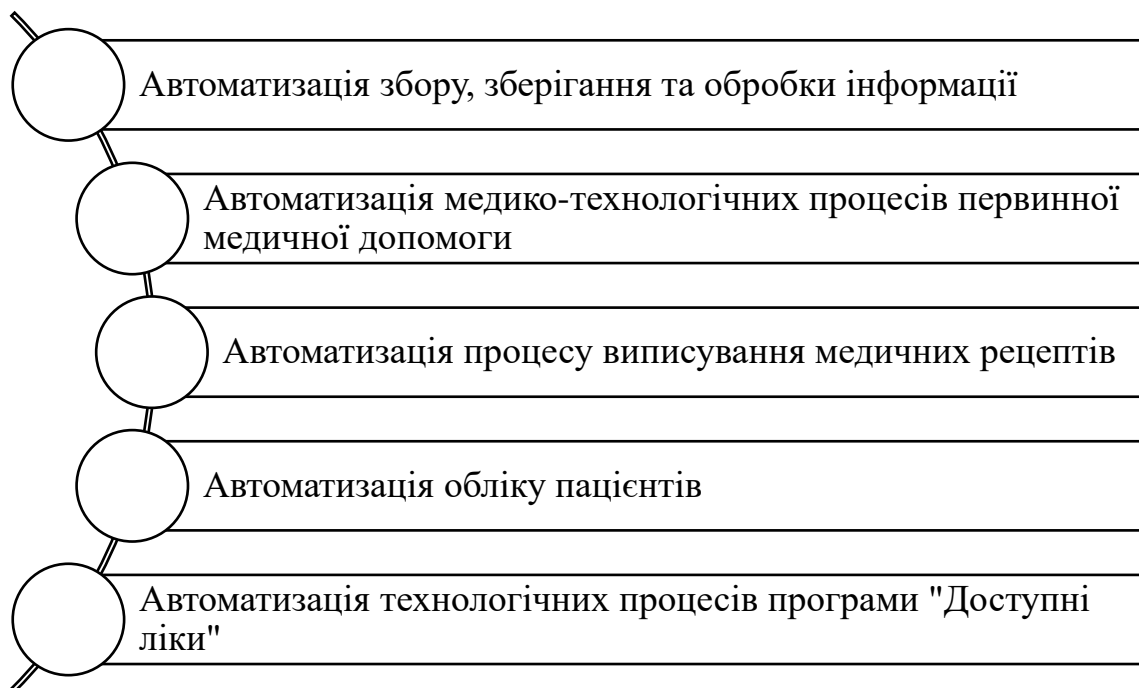 Автоматизація збору, зберігання та обробки інформації
Автоматизація медико-технологічних процесів первинної
медичної допомоги
Автоматизація процесу виписування медичних рецептів
Автоматизація обліку пацієнтів
Автоматизація технологічних процесів програми "Доступні
ліки"